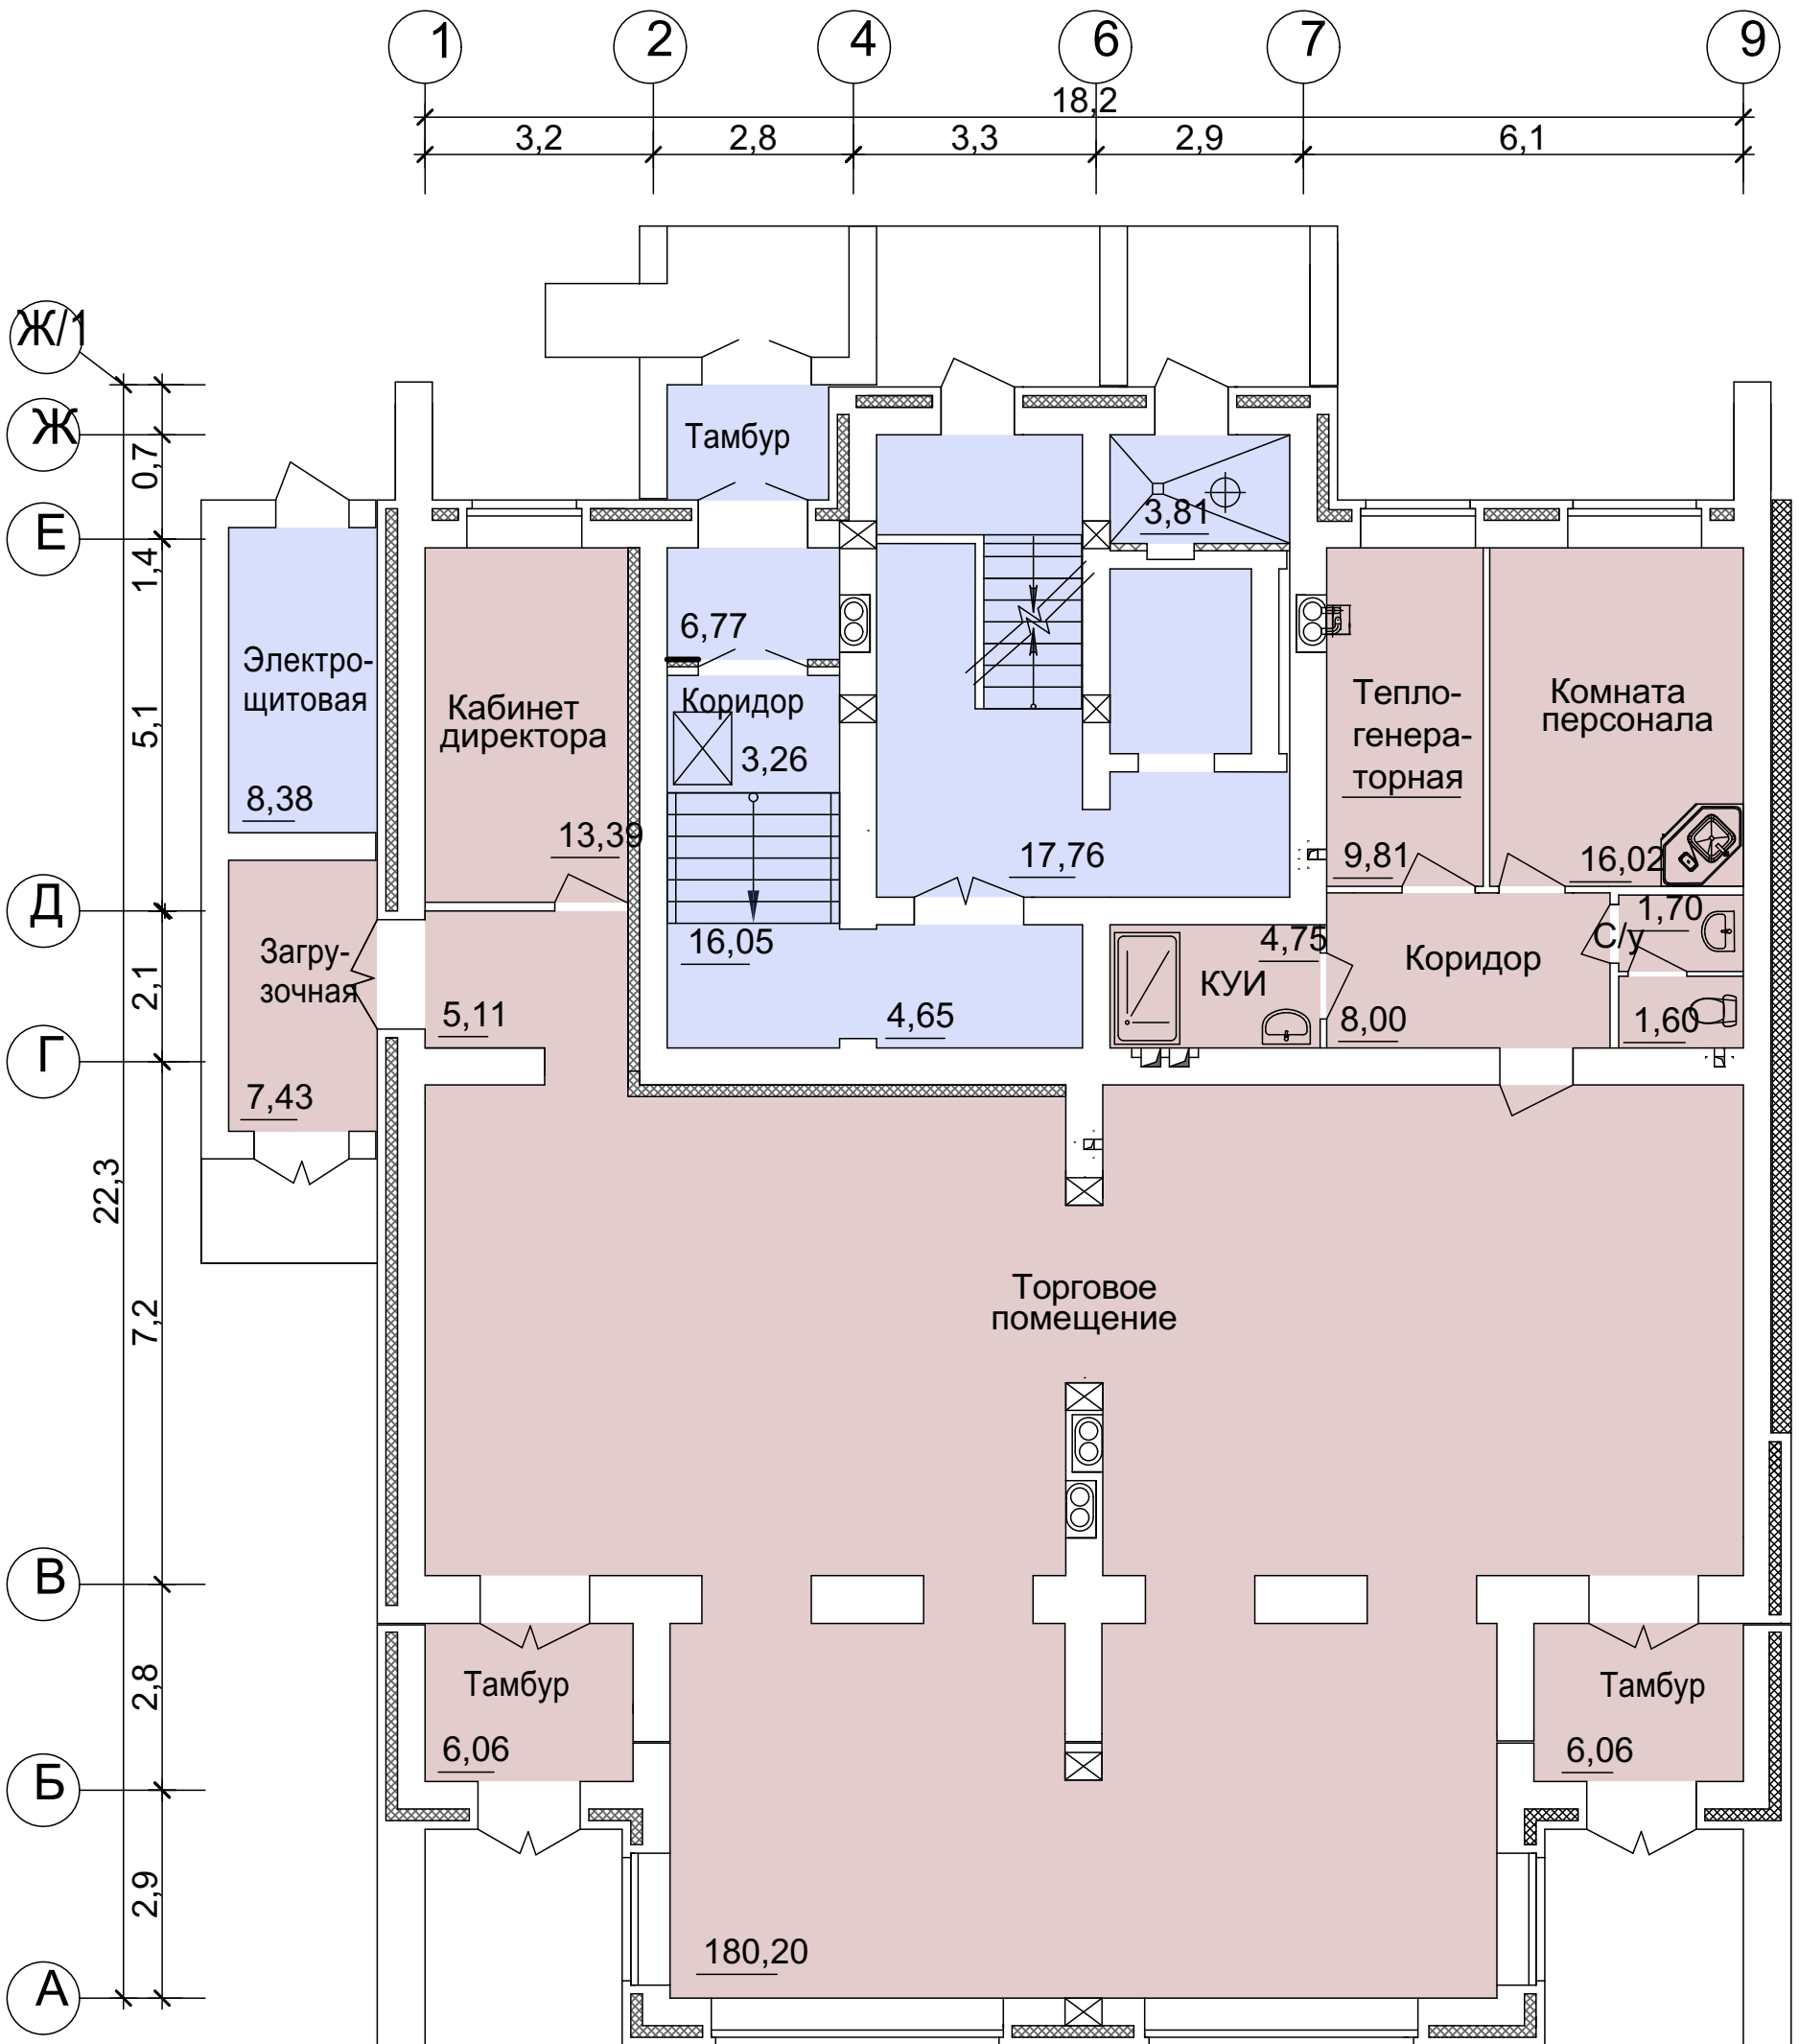 1 2 4 6 7 9
18,2
3,2 2,8 3,3 2,9 6,1
Ж/1
Ж
Е
Д
Г
В
Б
А
0,7
1,4
5,1
2,1
7,2
2,8
2,9
22,3
Тамбур
3,81
6,77
Электро-
щитовая
8,38
Кабинет
директора
13,39
Коридор
3,26
16,05
17,76
4,65
Тепло-
генера-
торная
9,81
Комната
персонала
16,02
Загру-
зочная
7,43
5,11
4,75
КУИ
Коридор
8,00
С/у
1,70
1,60
Торговое
помещение
180,20
Тамбур
6,06
Тамбур
6,06